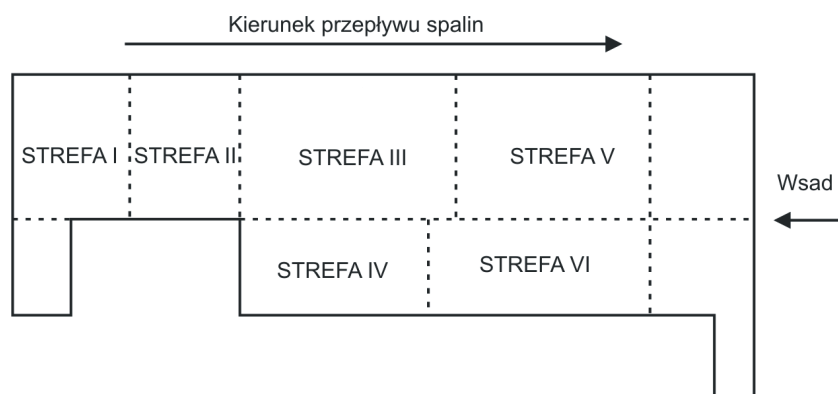 Kierunek przepływu spalin
STREFA I
STREFA II
STREFA III
STREFA V
Wsad
STREFA IV
STREFA VI